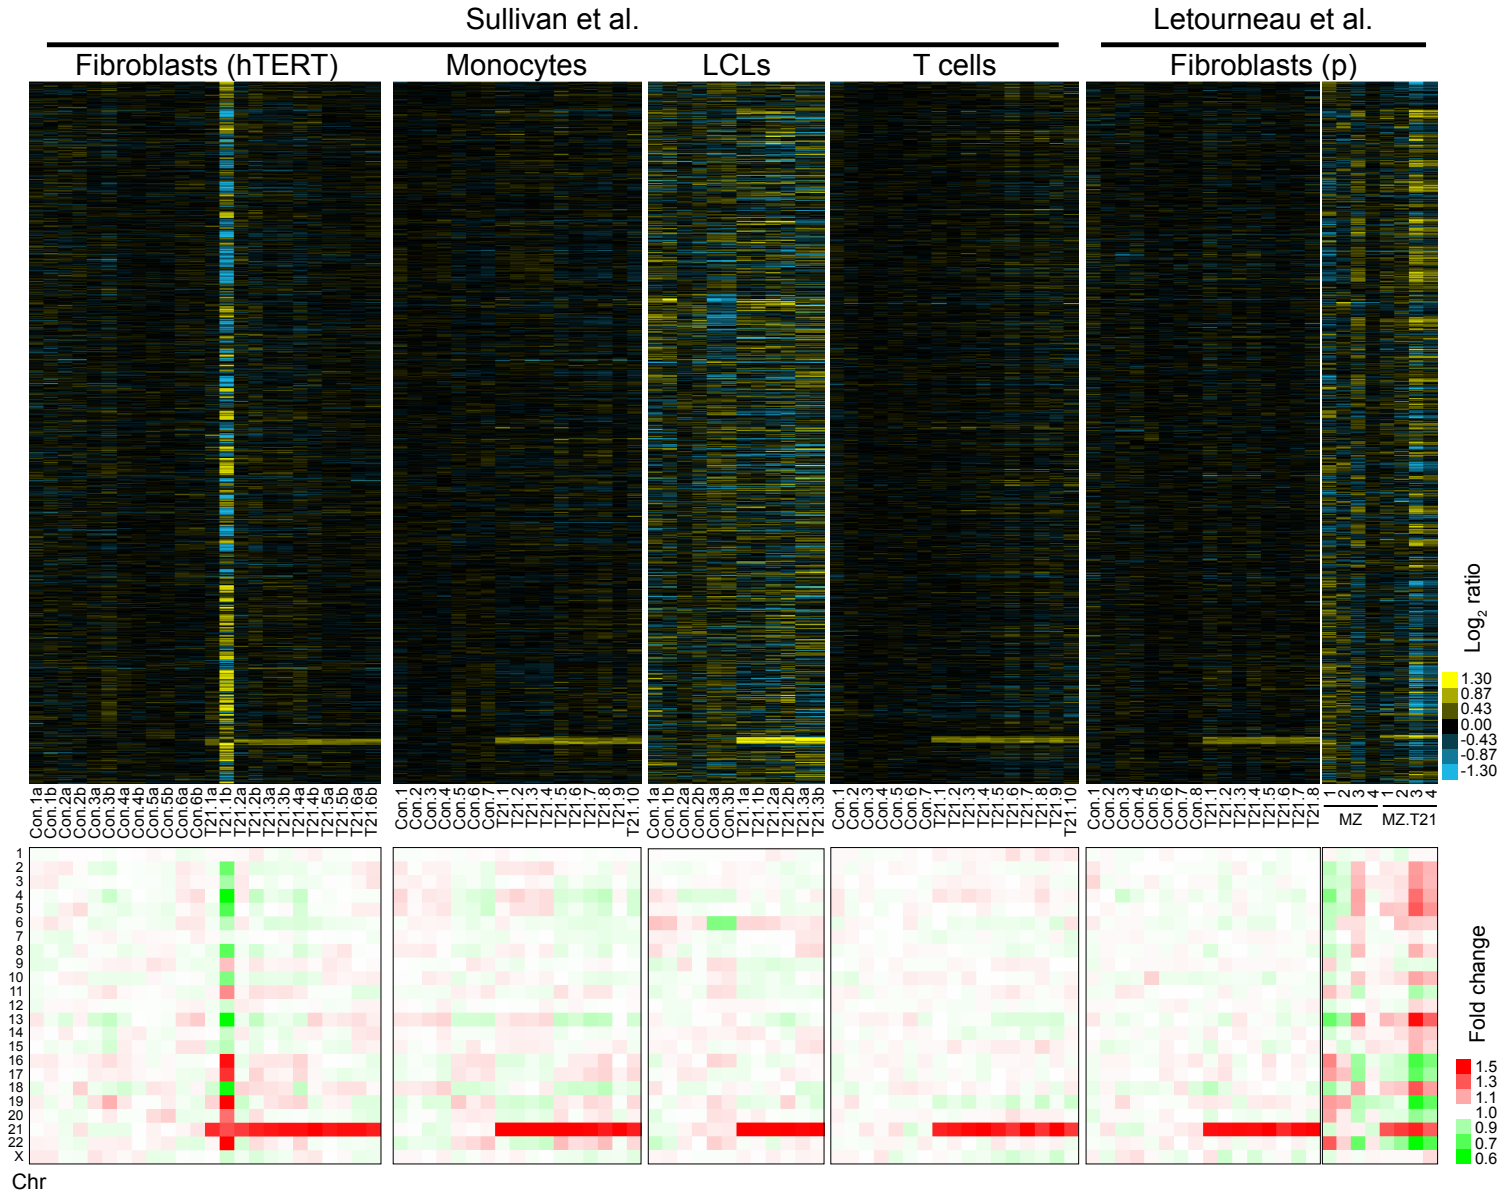 Sullivan et al.
Letourneau et al.
Fibroblasts (hTERT)
Monocytes
LCLs
T cells
Fibroblasts (p)
Log2 ratio
1.30
0.87
0.43
0.00
-0.43
-0.87
-1.30
Con.1a
Con.1b
Con.2a
Con.2b
Con.3a
Con.3b
Con.4a
Con.4b
Con.5a
Con.5b
Con.6a
Con.6b
T21.1a
T21.1b
T21.2a
T21.2b
T21.3a
T21.3b
T21.4a
T21.4b
T21.5a
T21.5b
T21.6a
T21.6b
Con.1
Con.2
Con.3
Con.4
Con.5
Con.6
Con.7
T21.1
T21.2
T21.3
T21.4
T21.5
T21.6
T21.7
T21.8
T21.9
T21.10
Con.1a
Con.1b
Con.2a
Con.2b
Con.3a
Con.3b
T21.1a
T21.1b
T21.2a
T21.2b
T21.3a
T21.3b
Con.1
Con.2
Con.3
Con.4
Con.5
Con.6
Con.7
T21.1
T21.2
T21.3
T21.4
T21.5
T21.6
T21.7
T21.8
T21.9
T21.10
Con.1
Con.2
Con.3
Con.4
Con.5
Con.6
Con.7
Con.8
T21.1
T21.2
T21.3
T21.4
T21.5
T21.6
T21.7
T21.8
1
2
3
4
1
2
3
4
MZ
MZ.T21
1
2
3
4
5
6
7
8
9
10
11
12
13
14
15
16
17
18
19
20
21
22
X
Chr
Fold change
1.5
1.3
1.1
1.0
0.9
0.7
0.6